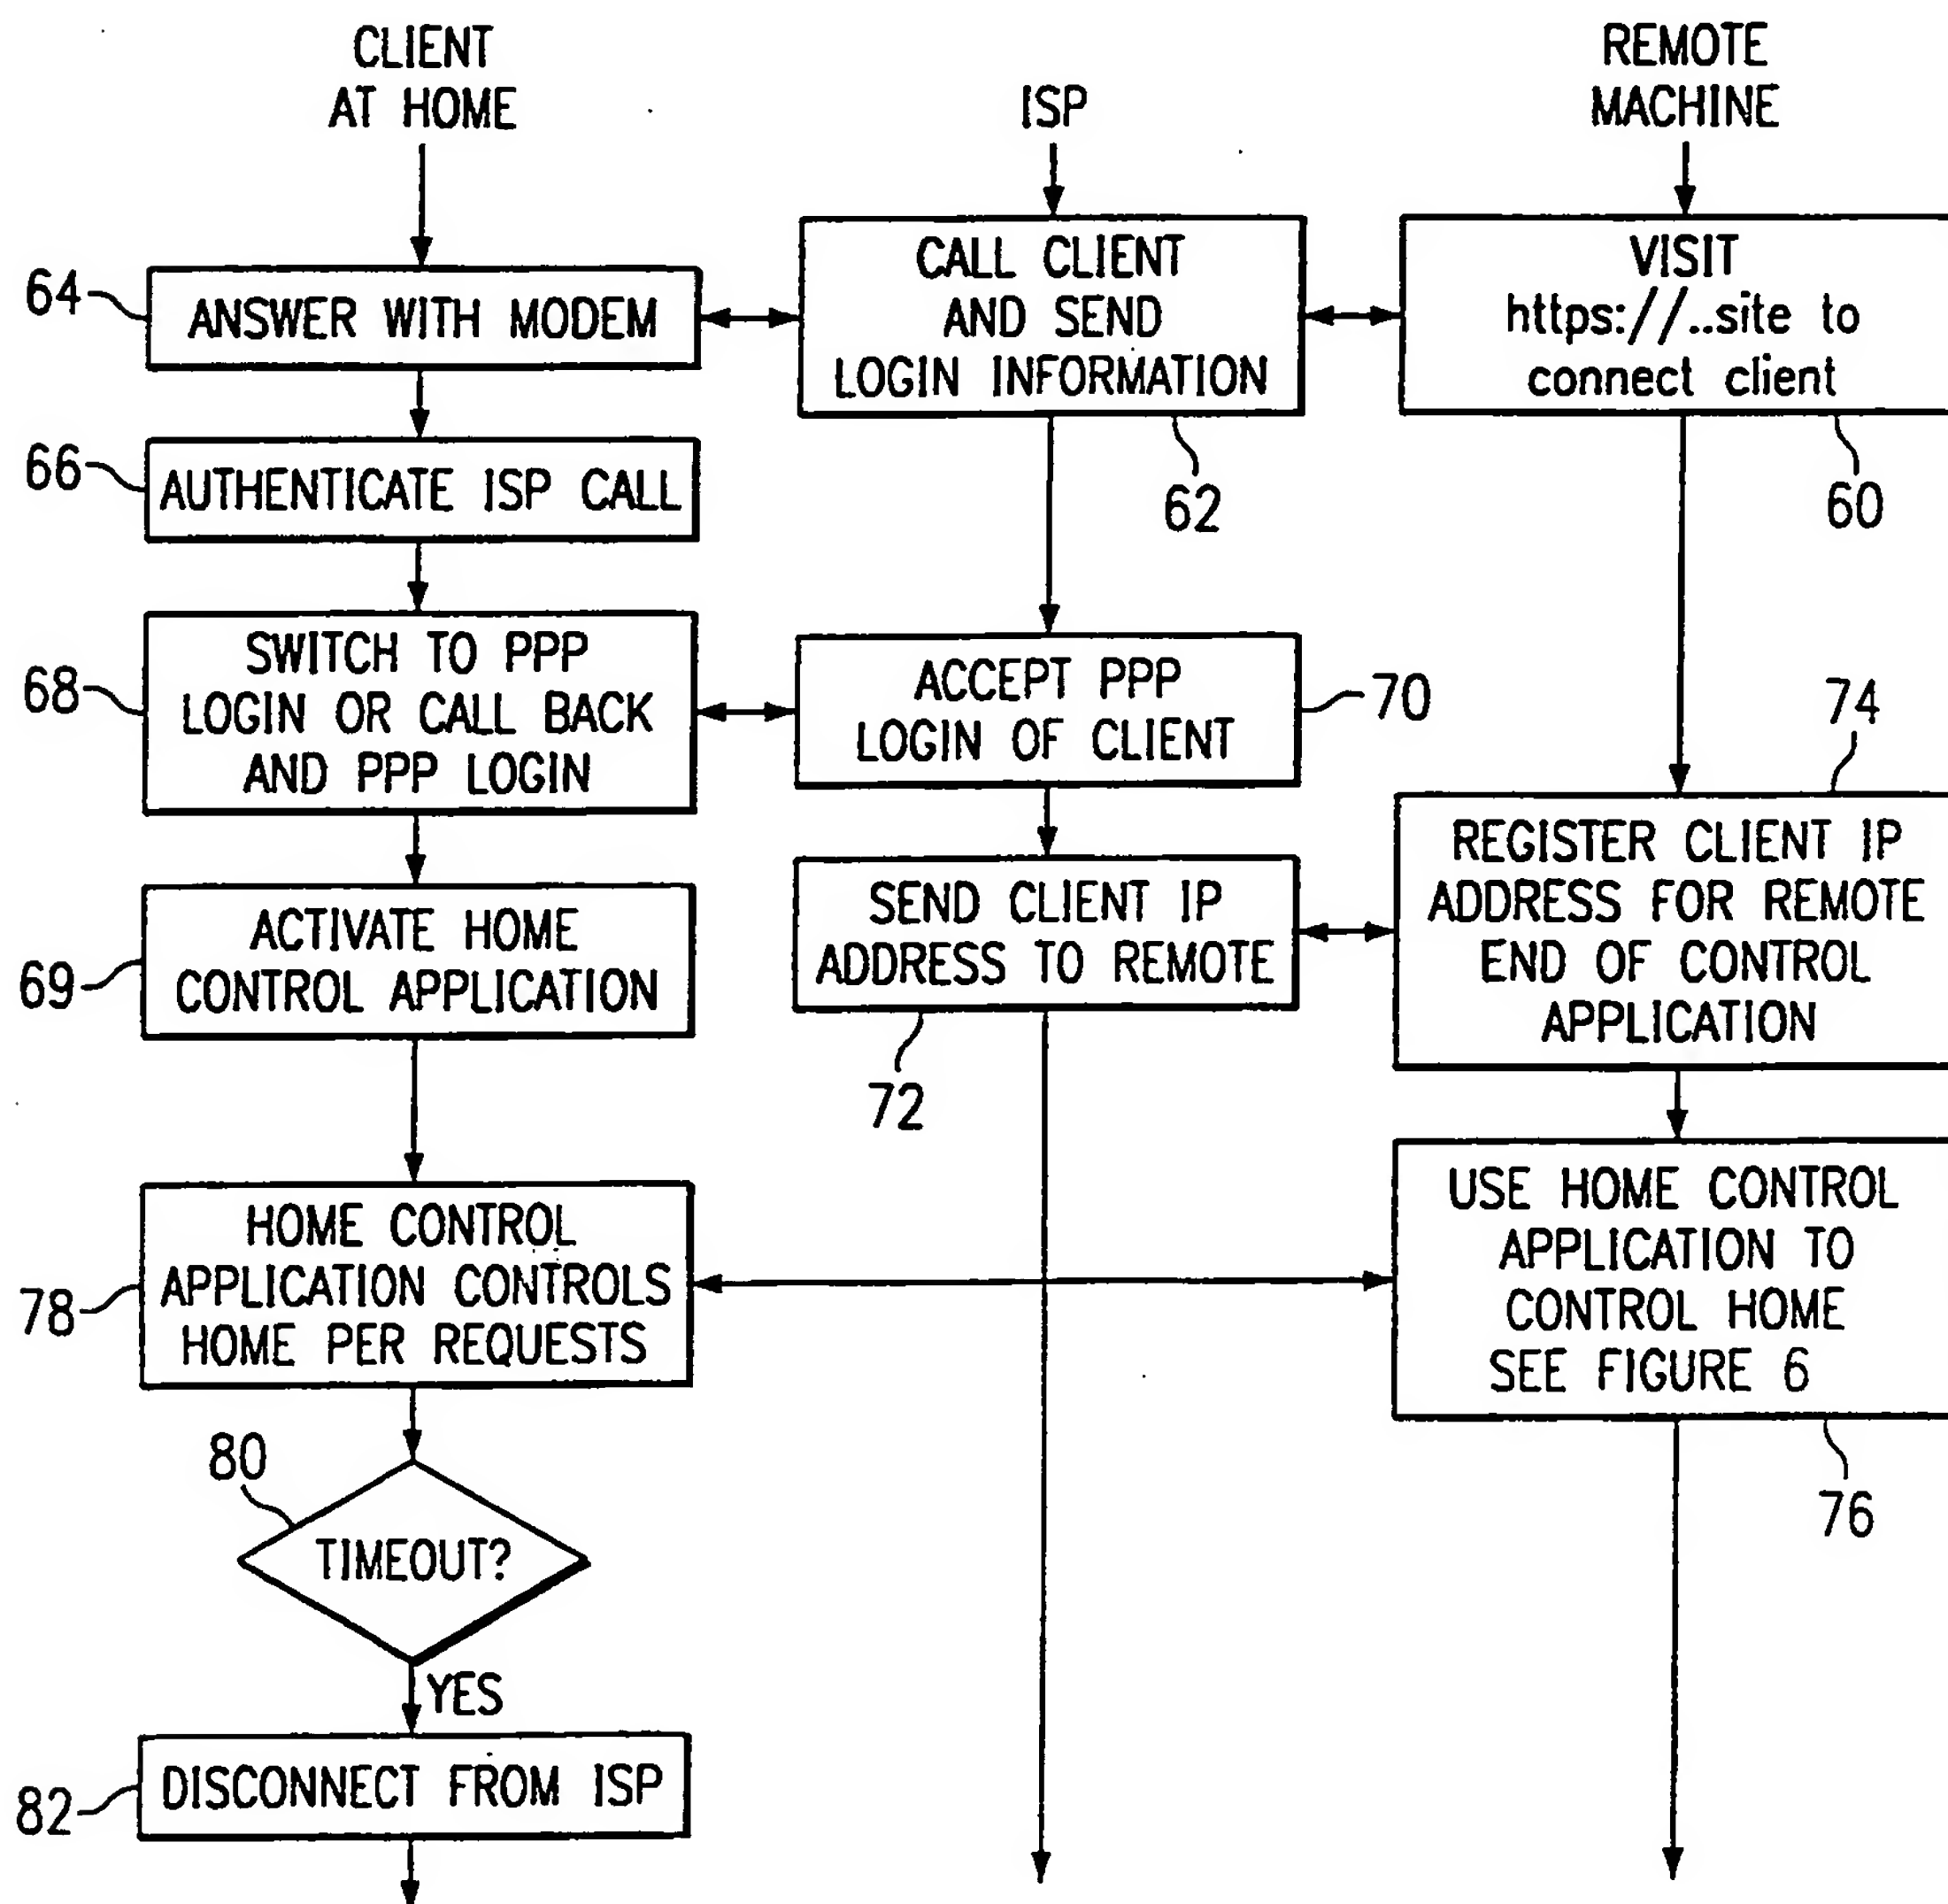 CLIENT
AT HOME
ISP
REMOTE
MACHINE
64
ANSWER WITH MODEM
CALL CLIENT
AND SEND
LOGIN INFORMATION
62
VISIT
https://..site to
connect client
60
66
AUTHENTICATE ISP CALL
68
SWITCH TO PPP
LOGIN OR CALL BACK
AND PPP LOGIN
ACCEPT PPP
LOGIN OF CLIENT
70
74
69
ACTIVATE HOME
CONTROL APPLICATION
SEND CLIENT IP
ADDRESS TO REMOTE
72
REGISTER CLIENT IP
ADDRESS FOR REMOTE
END OF CONTROL
APPLICATION
78
HOME CONTROL
APPLICATION CONTROLS
HOME PER REQUESTS
USE HOME CONTROL
APPLICATION TO
CONTROL HOME
SEE FIGURE 6
76
80
TIMEOUT?
YES
82
DISCONNECT FROM ISP